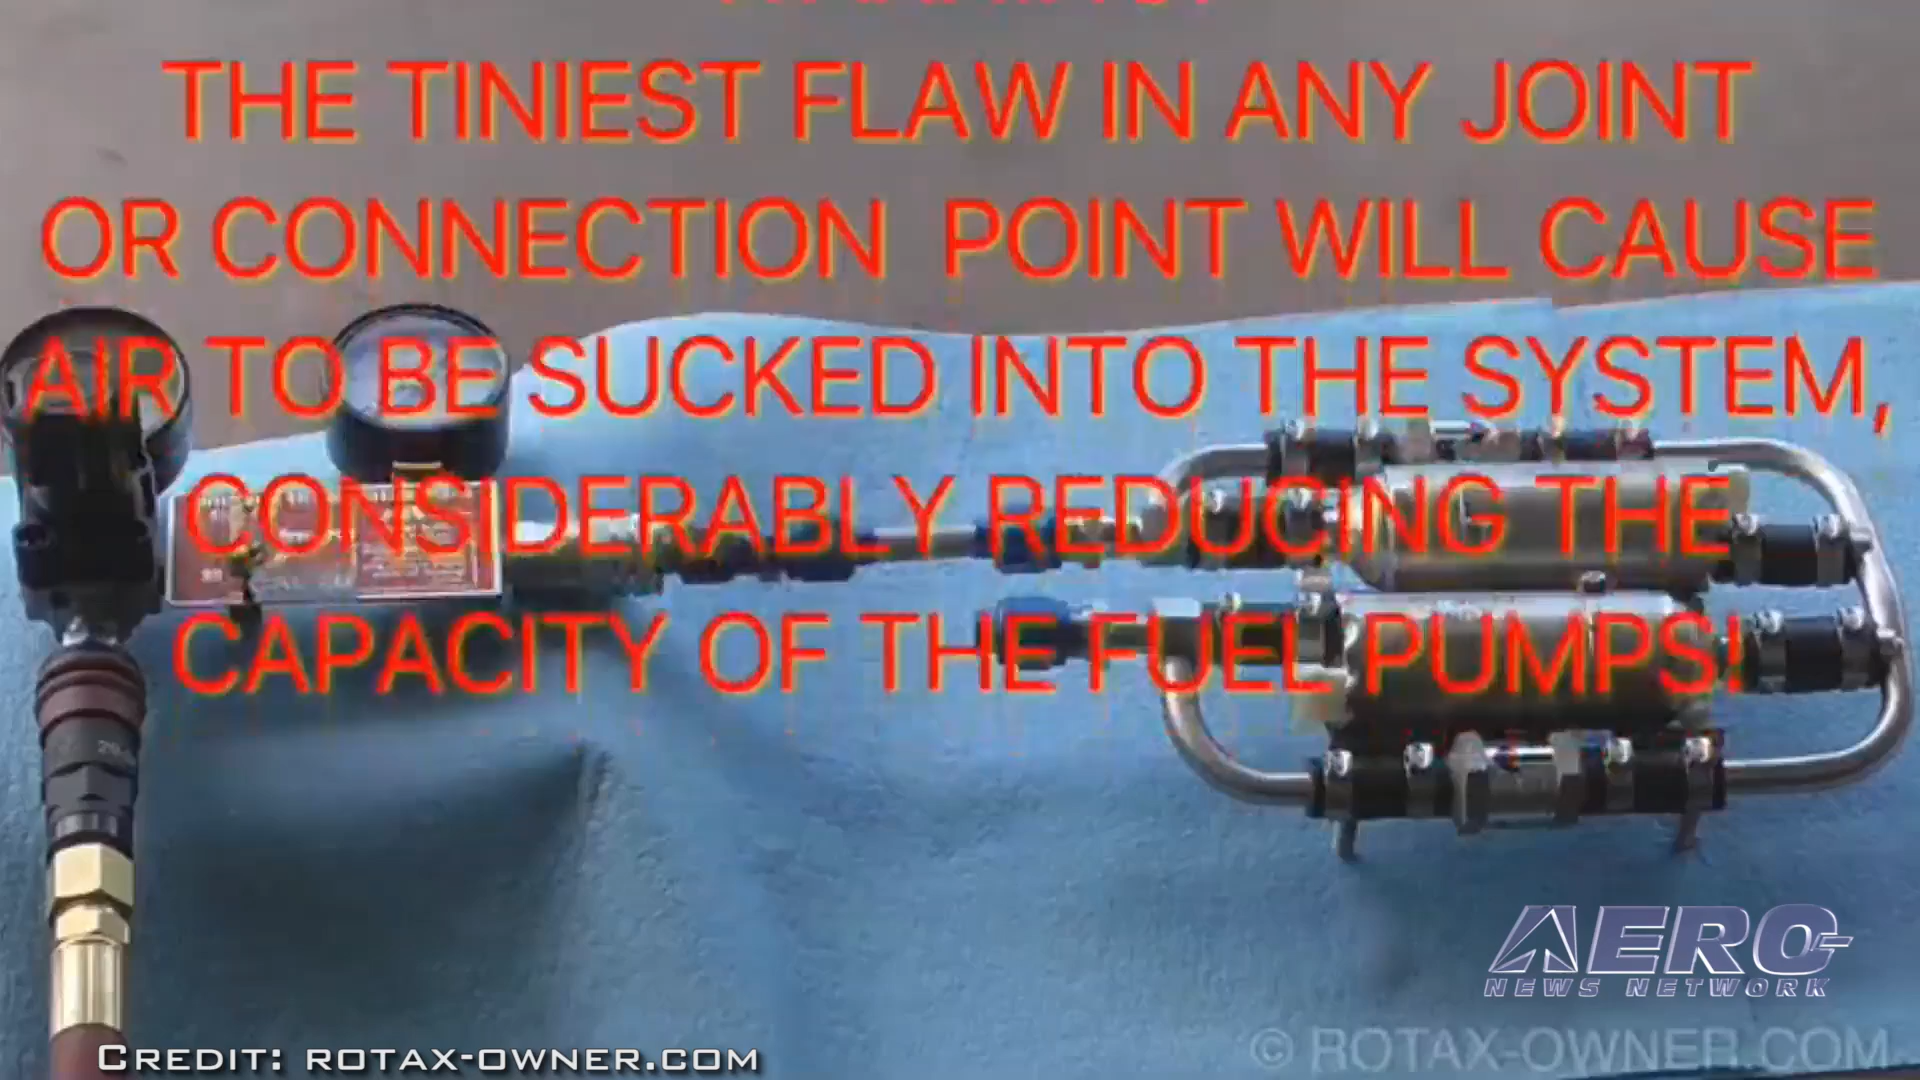 THE TINIEST FLAW IN ANY JOINT
OR CONNECTION POINT WILL CAUSE
AIR TO BE SUCKED INTO THE SYSTEM,
CONSIDERABLY REDUCING THE
CAPACITY OF THE FUEL PUMPS!
AERO-
NEWS NETWORK
© ROTAX-OWNER.COM
CREDIT: ROTAX-OWNER.COM